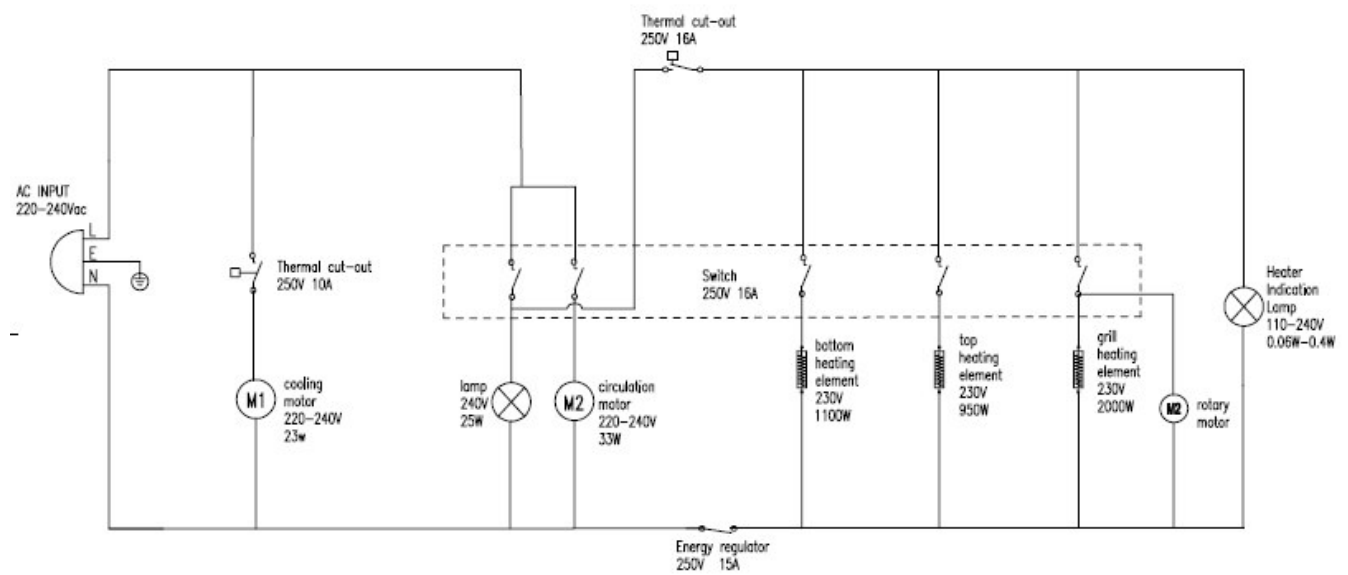 Thermal cut-out
250V 16A
AC INPUT
220-240Vac
L
E
N
Thermal cut-out
250V 10A
Switch
250V 16A
Heater
Indication
Lamp
110-240V
0.06W-0.4W
M1
cooling
motor
220-240V
23w
lamp
240V
25W
M2
circulation
motor
220-240V
33W
bottom
heating
element
230V
1100W
top
heating
element
230V
950W
grill
heating
element
230V
2000W
M2
rotary
motor
Energy regulator
250V 15A